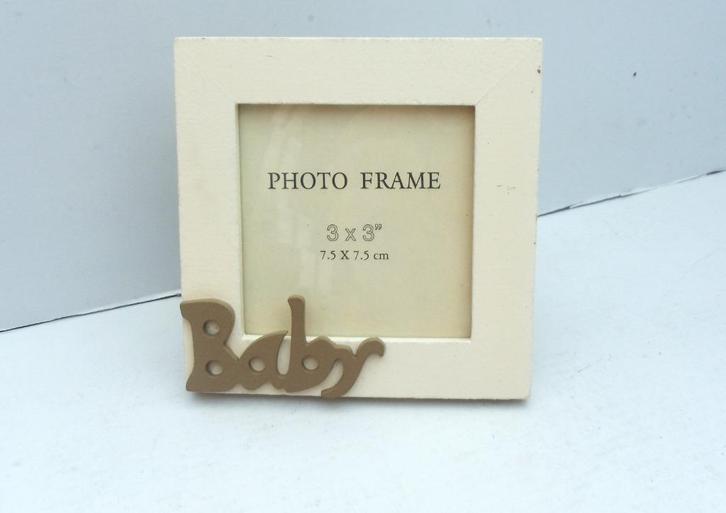 PHOTO FRAME
3 x 3"
7.5 X 7.5 cm
Baby